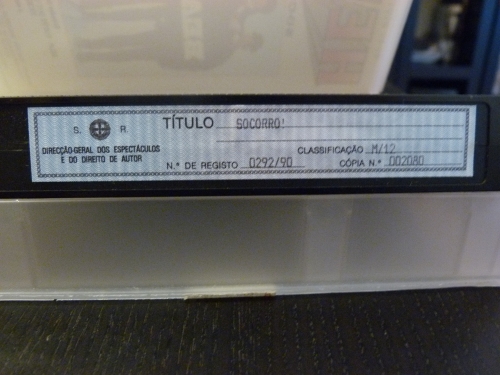 S. R.
TÍTULO SOCORRO!
DIRECÇÃO-GERAL DOS ESPECTÁCULOS
E DO DIREITO DE AUTOR
CLASSIFICAÇÃO M/12
N.º DE REGISTO 0292/90 CÓPIA N.º 002080